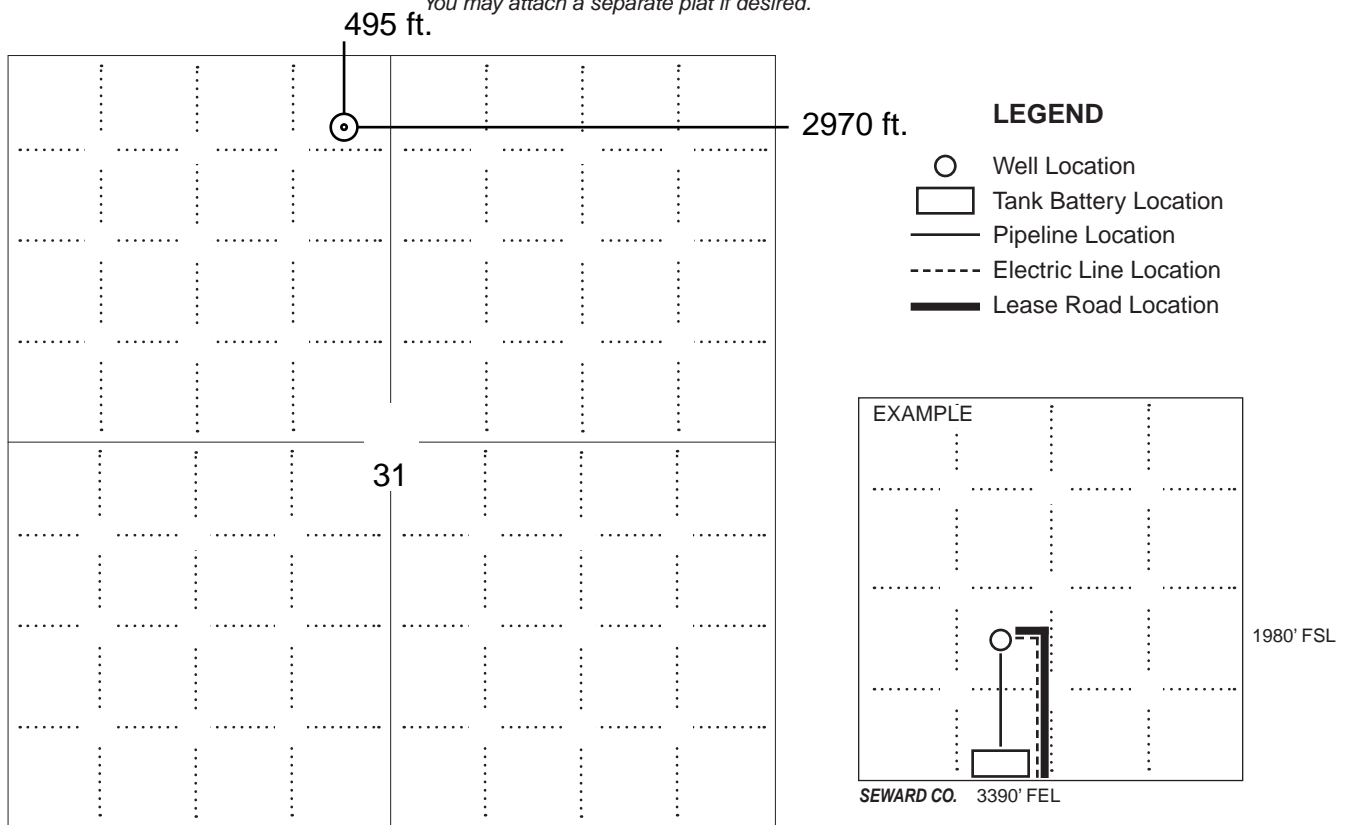 You may attach a separate plat if desired.
495 ft.
2970 ft.
LEGEND
Well Location
Tank Battery Location
Pipeline Location
Electric Line Location
Lease Road Location
31
EXAMPLE
1980' FSL
SEWARD CO. 3390' FEL